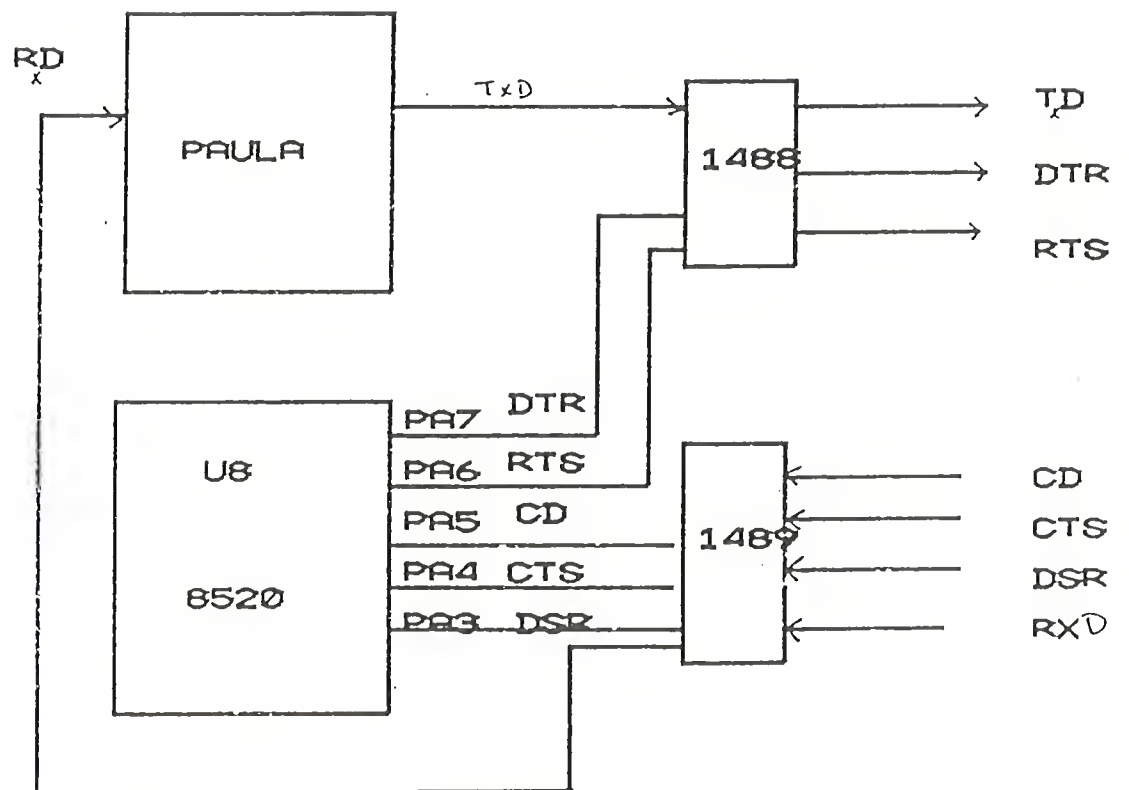 RxD
PAULA
TxD
1488
TxD
DTR
RTS
U8
8520
PA7 DTR
PA6 RTS
PA5 CD
PA4 CTS
PA3 DSR
1489
CD
CTS
DSR
RXD